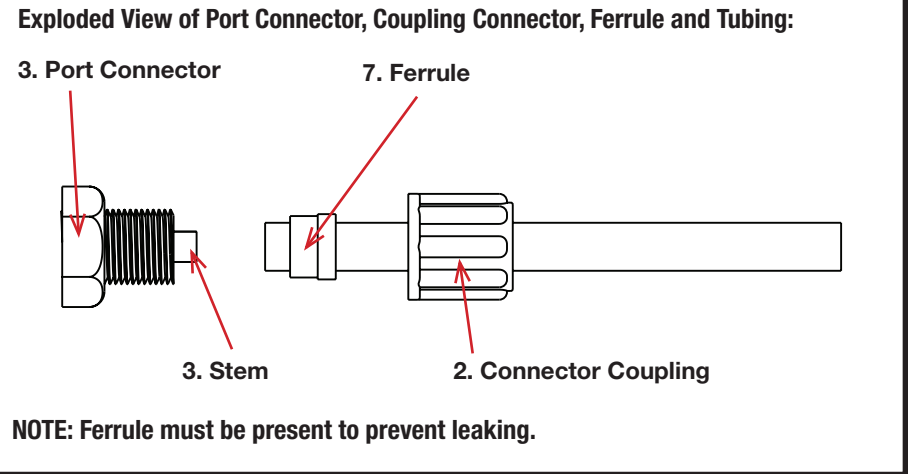 Exploded View of Port Connector, Coupling Connector, Ferrule and Tubing:
3. Port Connector
7. Ferrule
3. Stem
2. Connector Coupling
NOTE: Ferrule must be present to prevent leaking.